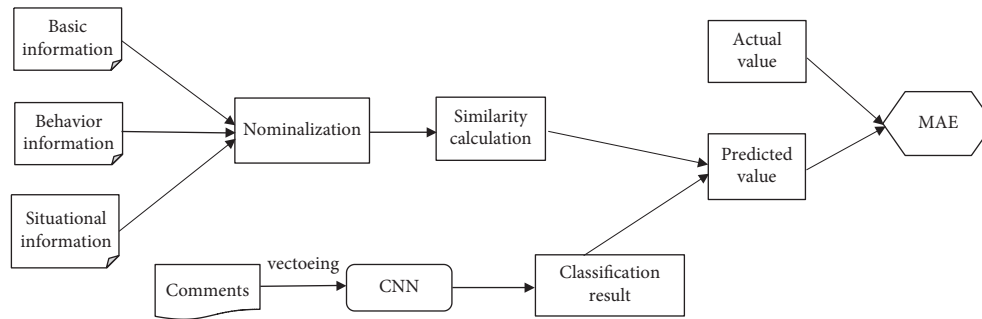 Basic
information
Behavior
information
Situational
information
Nominalization
Similarity
calculation
Actual
value
Predicted
value
MAE
Comments
vectoeing
CNN
Classification
result